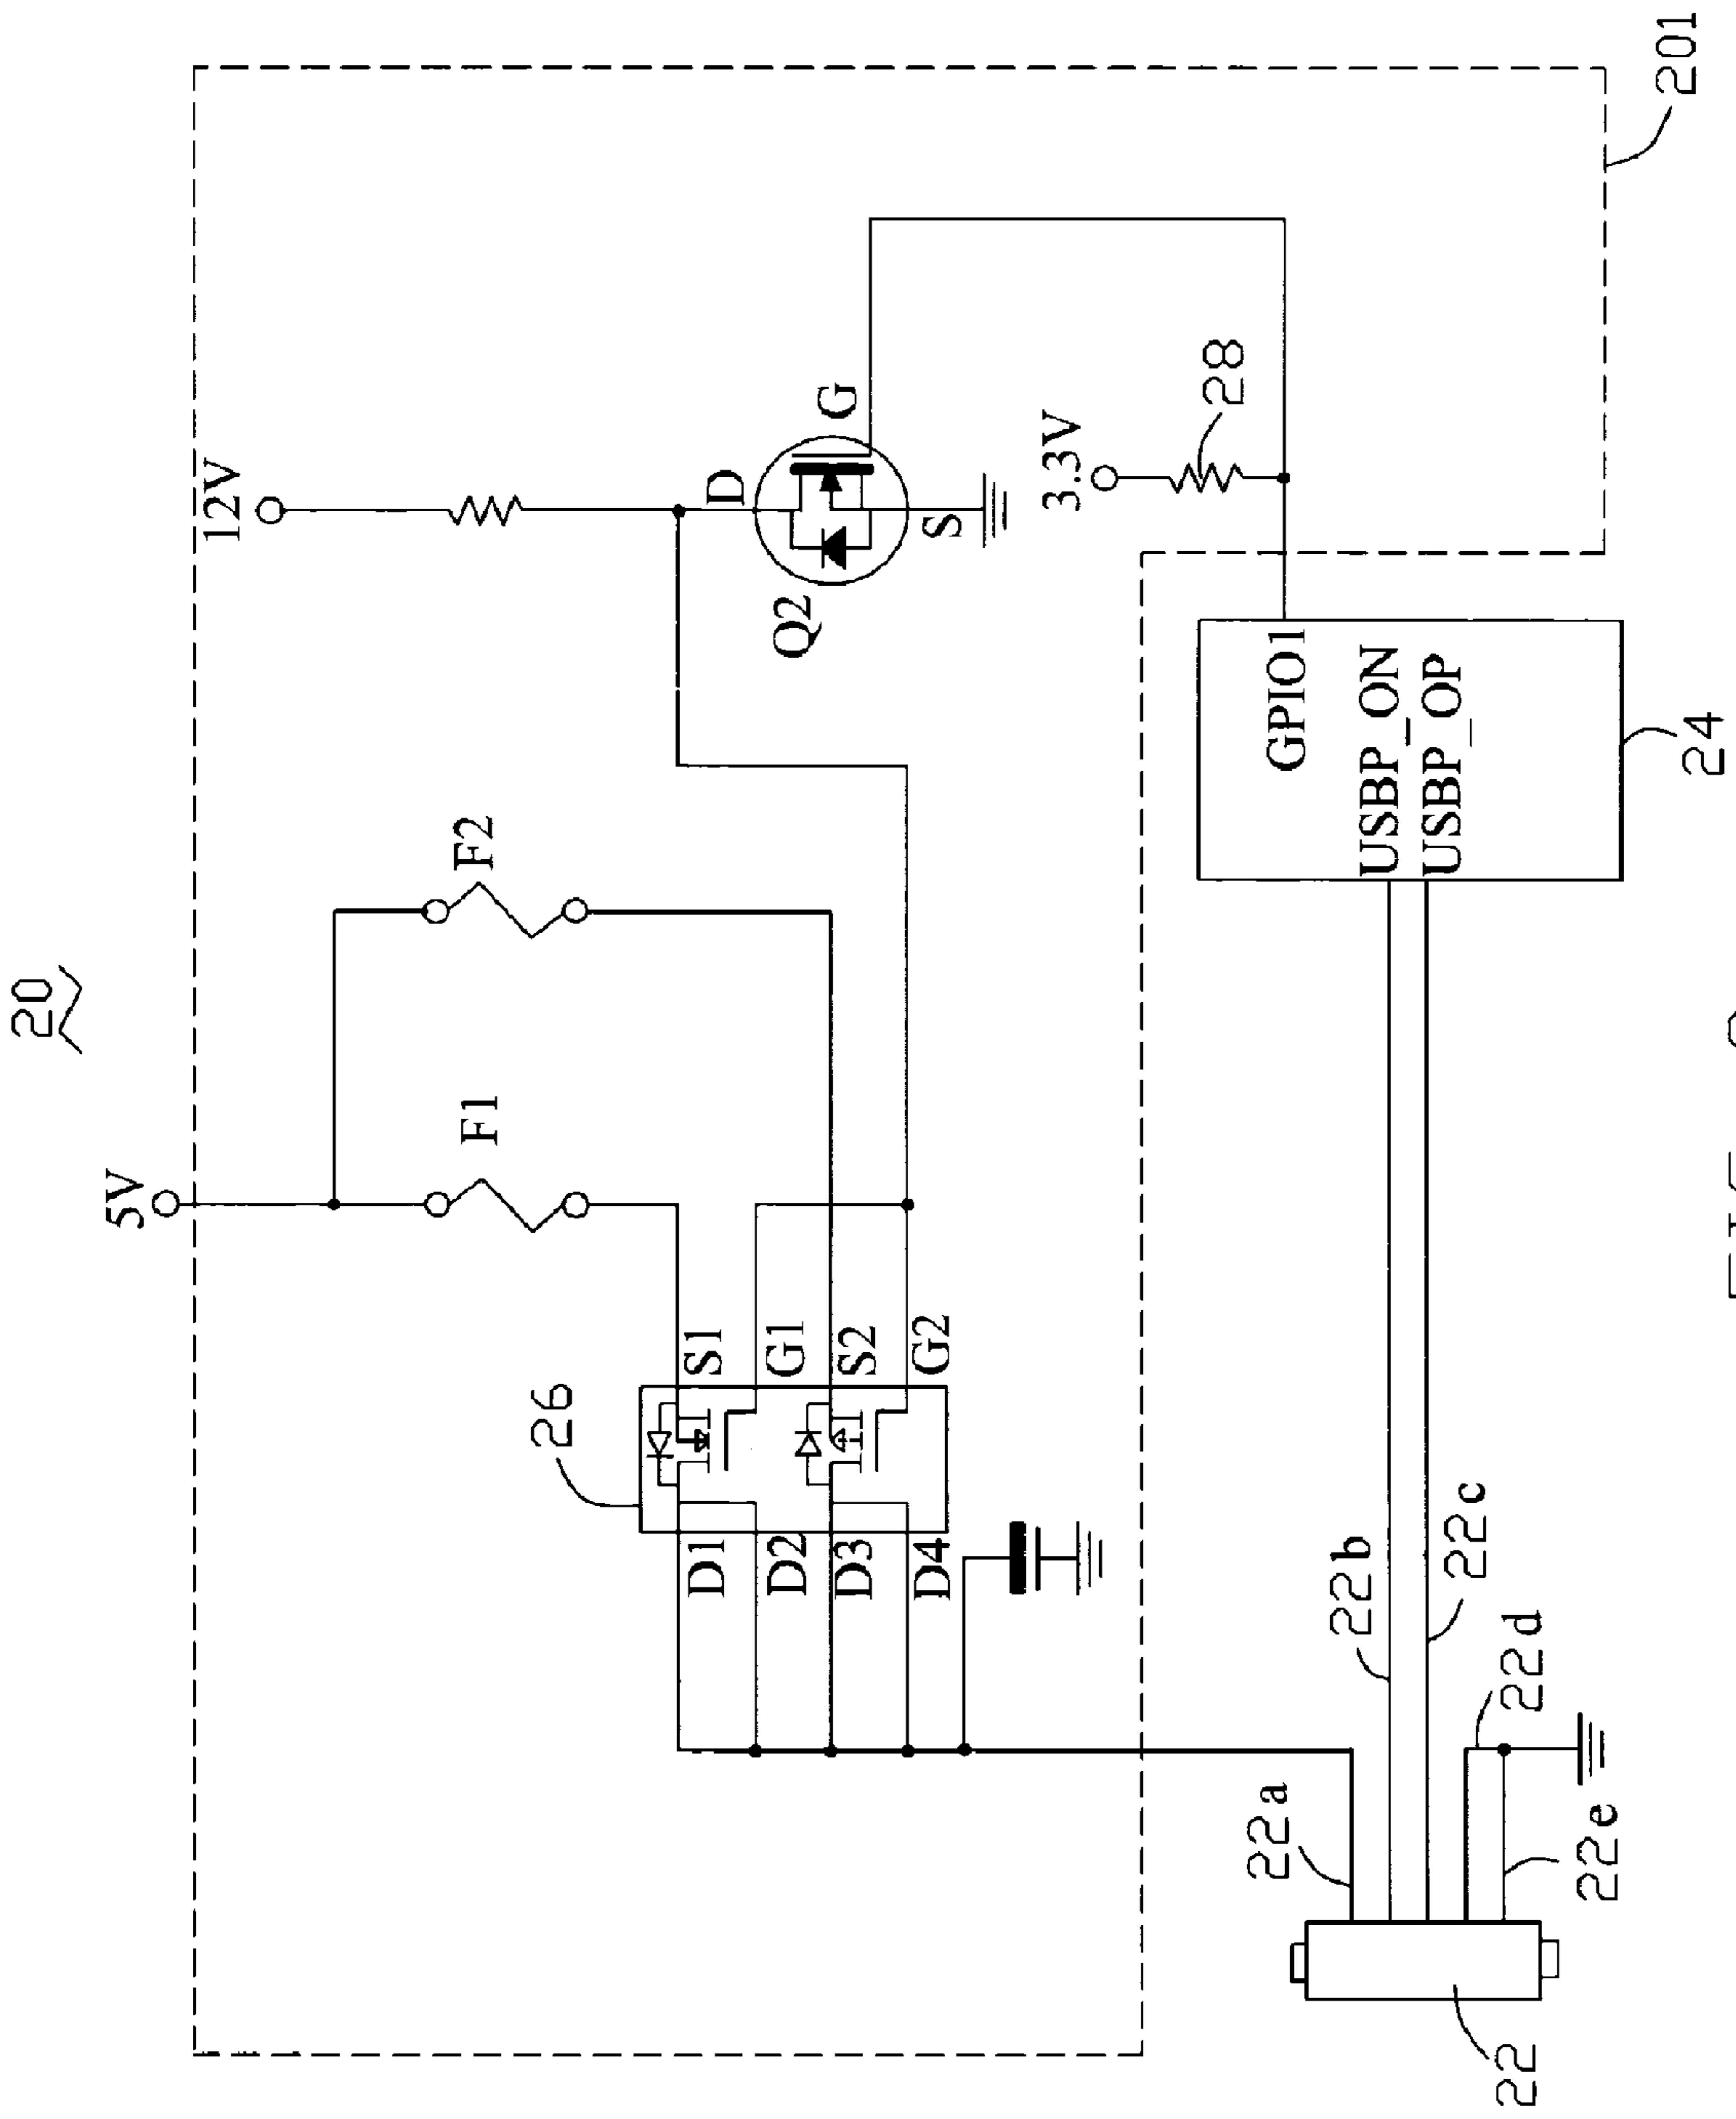 20
5V
12V
F1
F2
26
S1
G1
S2
G2
D1
D2
D3
D4
D
G
S
Q2
3.3V
28
201
GPIO1
USBP_ON
USBP_OP
24
22a
22b
22c
22d
22e
22